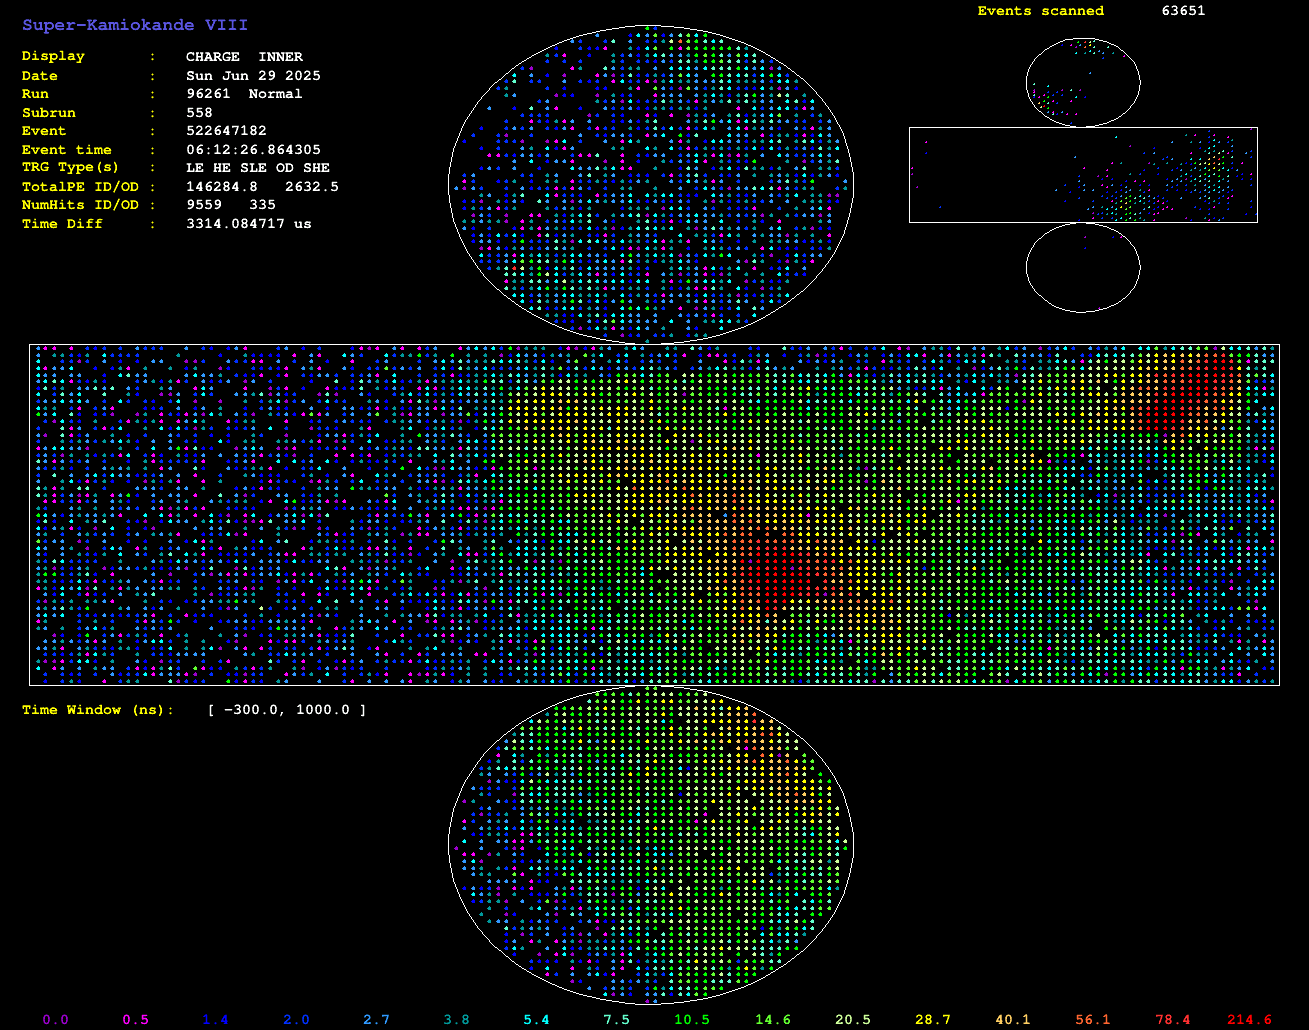 Super-Kamiokande VIII
Display : CHARGE INNER
Date : Sun Jun 29 2025
Run : 96261 Normal
Subrun : 558
Event : 522647182
Event time : 06:12:26.864305
TRG Type(s) : LE HE SLE OD SHE
TotalPE ID/OD : 146284.8 2632.5
NumHits ID/OD : 9559 335
Time Diff : 3314.084717 us
Events scanned 63651
Time Window (ns): [ -300.0, 1000.0 ]
0.0 0.5 1.4 2.0 2.7 3.8 5.4 7.5 10.5 14.6 20.5 28.7 40.1 56.1 78.4 214.6